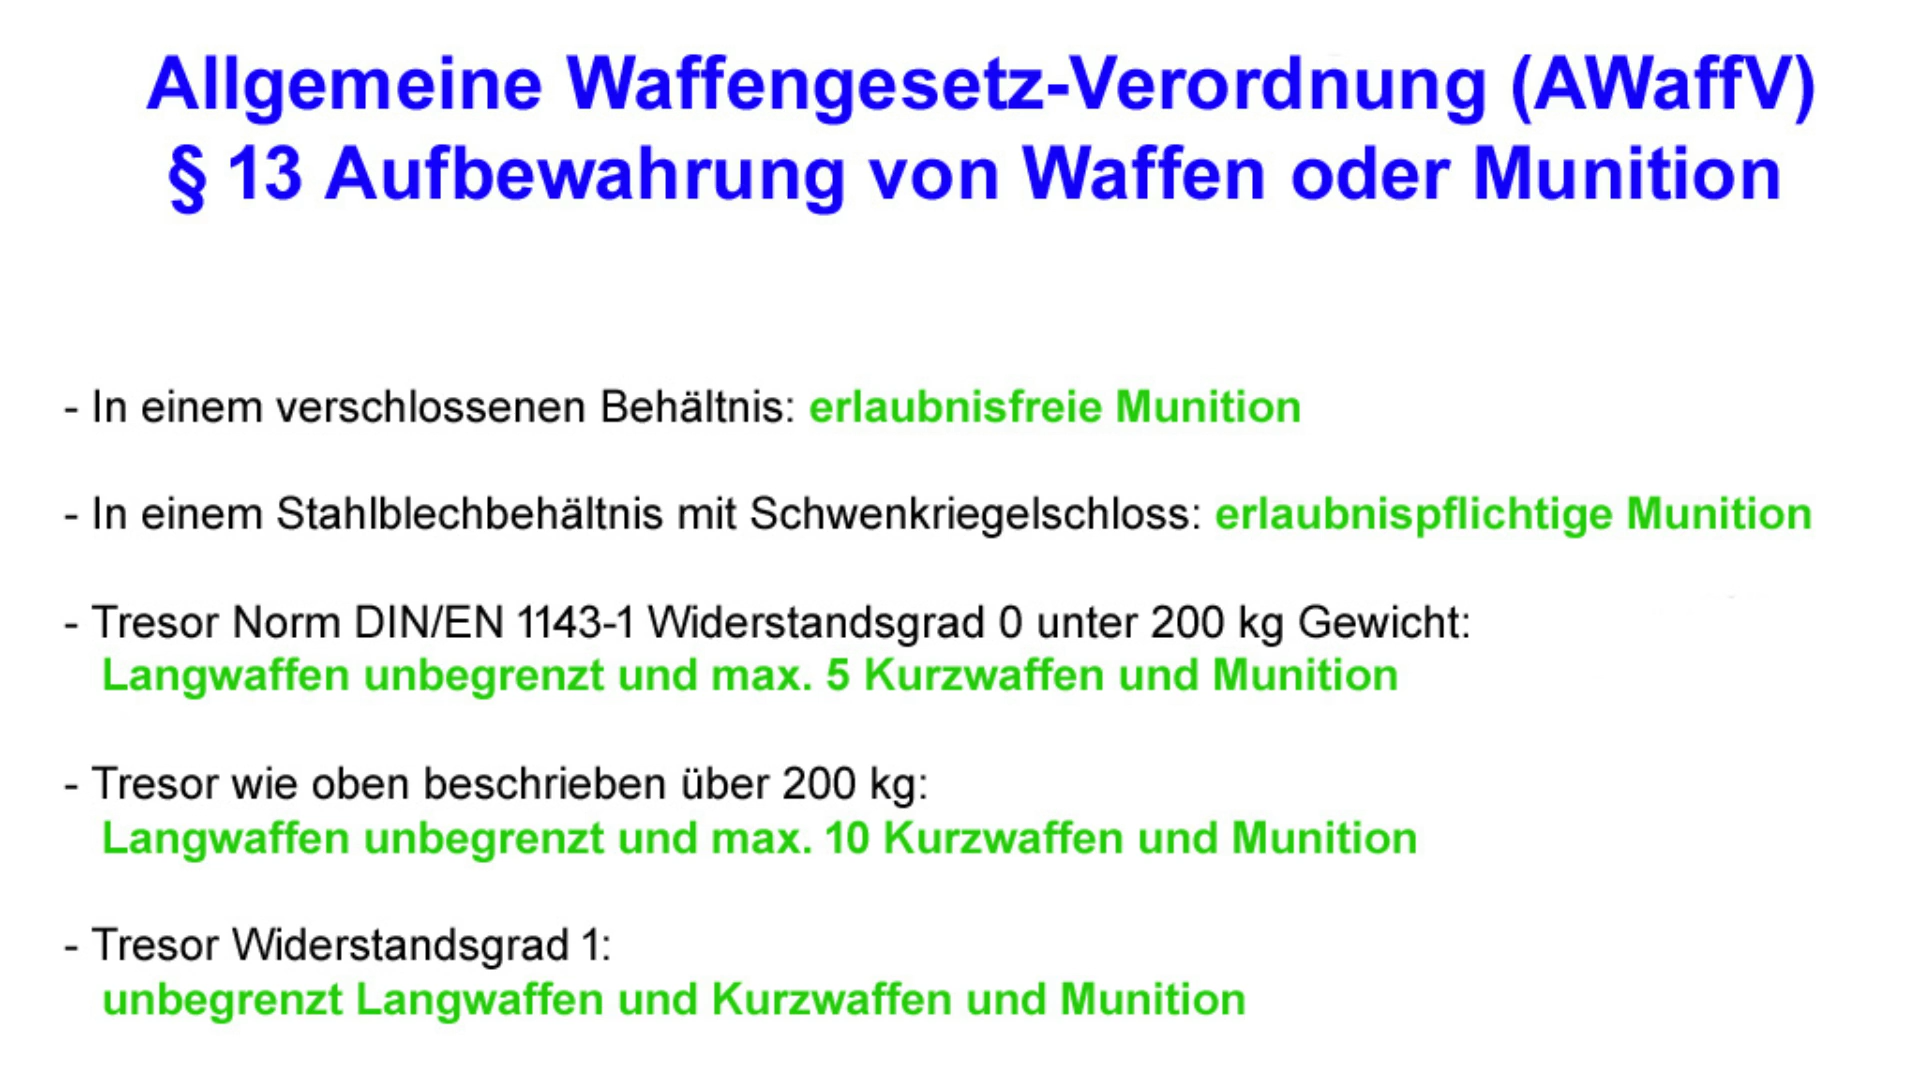 Allgemeine Waffengesetz-Verordnung (AWaffV)
§ 13 Aufbewahrung von Waffen oder Munition
- In einem verschlossenen Behältnis: erlaubnisfreie Munition
- In einem Stahlblechbehältnis mit Schwenkriegelschloss: erlaubnispflichtige Munition
- Tresor Norm DIN/EN 1143-1 Widerstandsgrad 0 unter 200 kg Gewicht:
Langwaffen unbegrenzt und max. 5 Kurzwaffen und Munition
- Tresor wie oben beschrieben über 200 kg:
Langwaffen unbegrenzt und max. 10 Kurzwaffen und Munition
- Tresor Widerstandsgrad 1:
unbegrenzt Langwaffen und Kurzwaffen und Munition